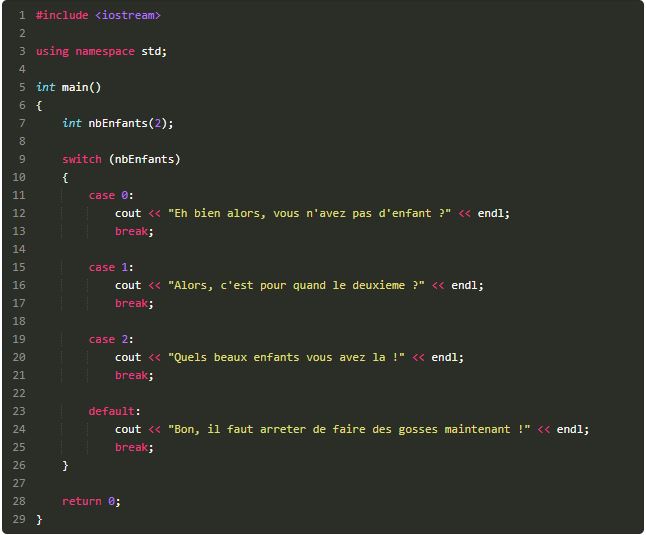 1 #include <iostream>
2
3 using namespace std;
4
5 int main()
6 {
7     int nbEnfants(2);
8
9     switch (nbEnfants)
10     {
11         case 0:
12             cout << "Eh bien alors, vous n'avez pas d'enfant ?" << endl;
13             break;
14
15         case 1:
16             cout << "Alors, c'est pour quand le deuxieme ?" << endl;
17             break;
18
19         case 2:
20             cout << "Quels beaux enfants vous avez la !" << endl;
21             break;
22
23         default:
24             cout << "Bon, il faut arreter de faire des gosses maintenant !" << endl;
25             break;
26     }
27
28     return 0;
29 }